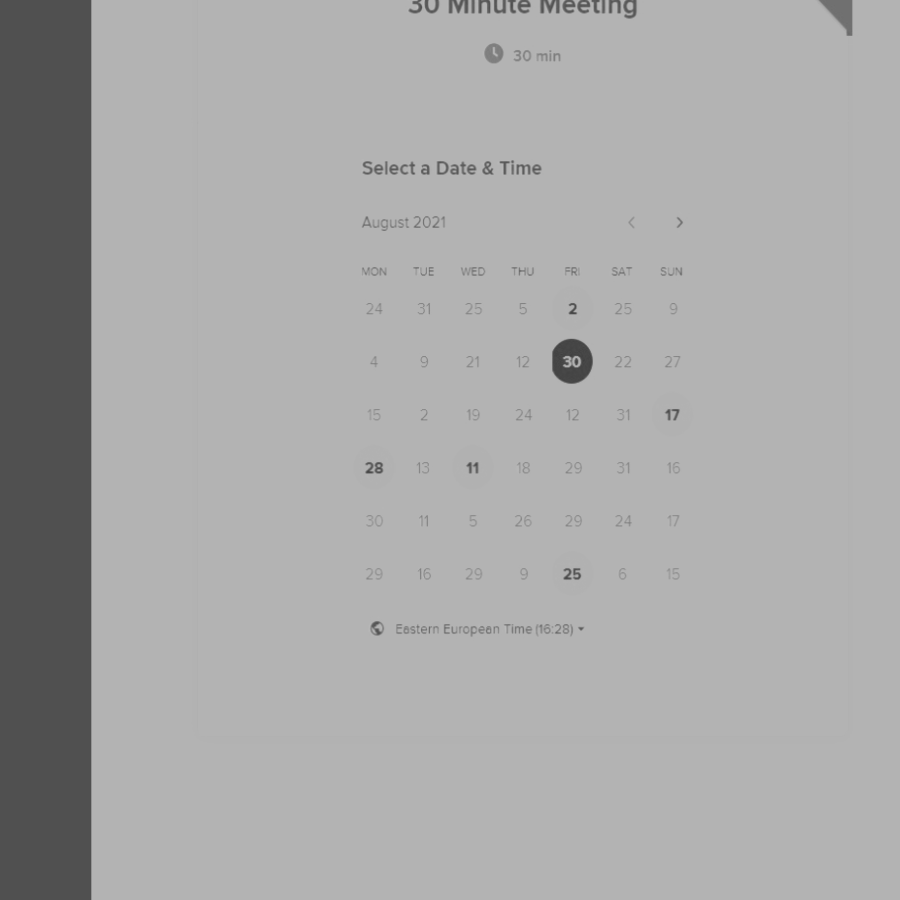 30 Minute Meeting
30 min
Select a Date & Time
August 2021
MON TUE WED THU FRI SAT SUN
24 31 25 5 2 25 9
4 9 21 12 30 22 27
15 2 19 24 12 31 17
28 13 11 18 29 31 16
30 11 5 26 29 24 17
29 16 29 9 25 6 15
Eastern European Time (16:28)